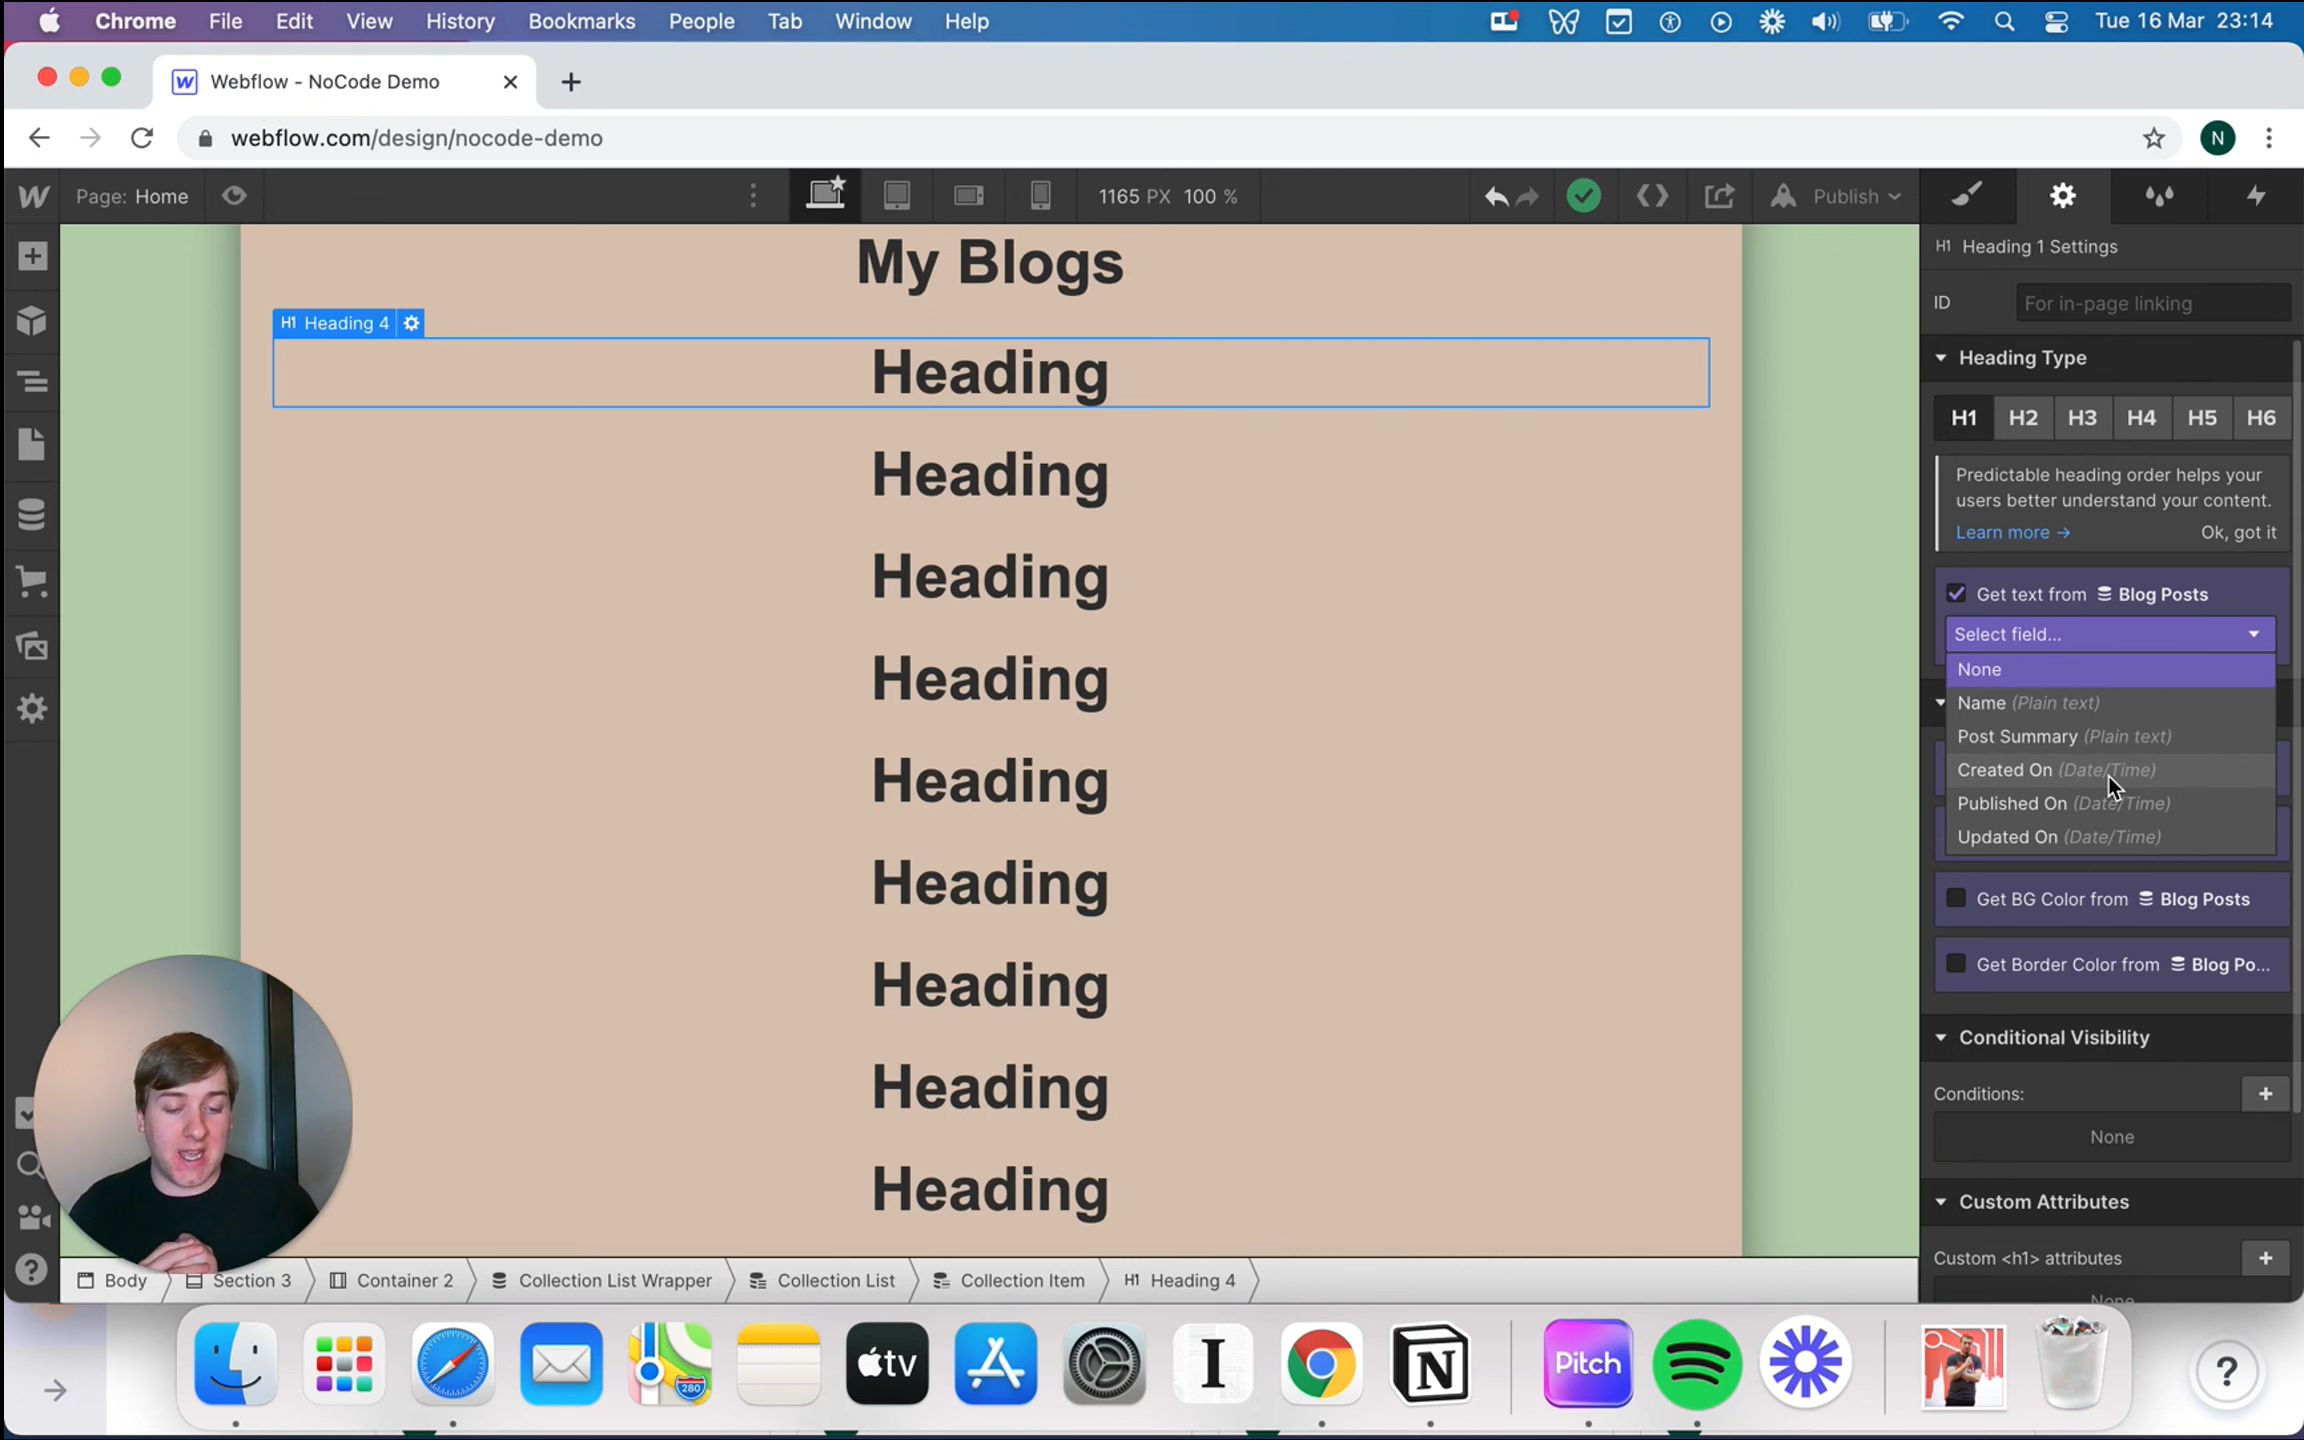 Chrome File Edit View History Bookmarks People Tab Window Help Tue 16 Mar 23:14
Webflow - NoCode Demo
webflow.com/design/nocode-demo
N
Page: Home 1165 PX 100 % Publish
H1 Heading 1 Settings
ID For in-page linking
Heading Type
H1 H2 H3 H4 H5 H6
Predictable heading order helps your
users better understand your content.
Learn more → Ok, got it
Get text from Blog Posts
Select field...
None
Name (Plain text)
Post Summary (Plain text)
Created On (Date/Time)
Published On (Date/Time)
Updated On (Date/Time)
Get BG Color from Blog Posts
Get Border Color from Blog Po...
Conditional Visibility
Conditions:
None
Custom Attributes
Custom <h1> attributes
None
My Blogs
H1 Heading 4
Heading
Heading
Heading
Heading
Heading
Heading
Heading
Heading
Heading
Body Section 3 Container 2 Collection List Wrapper Collection List Collection Item H1 Heading 4
280
tv
Pitch